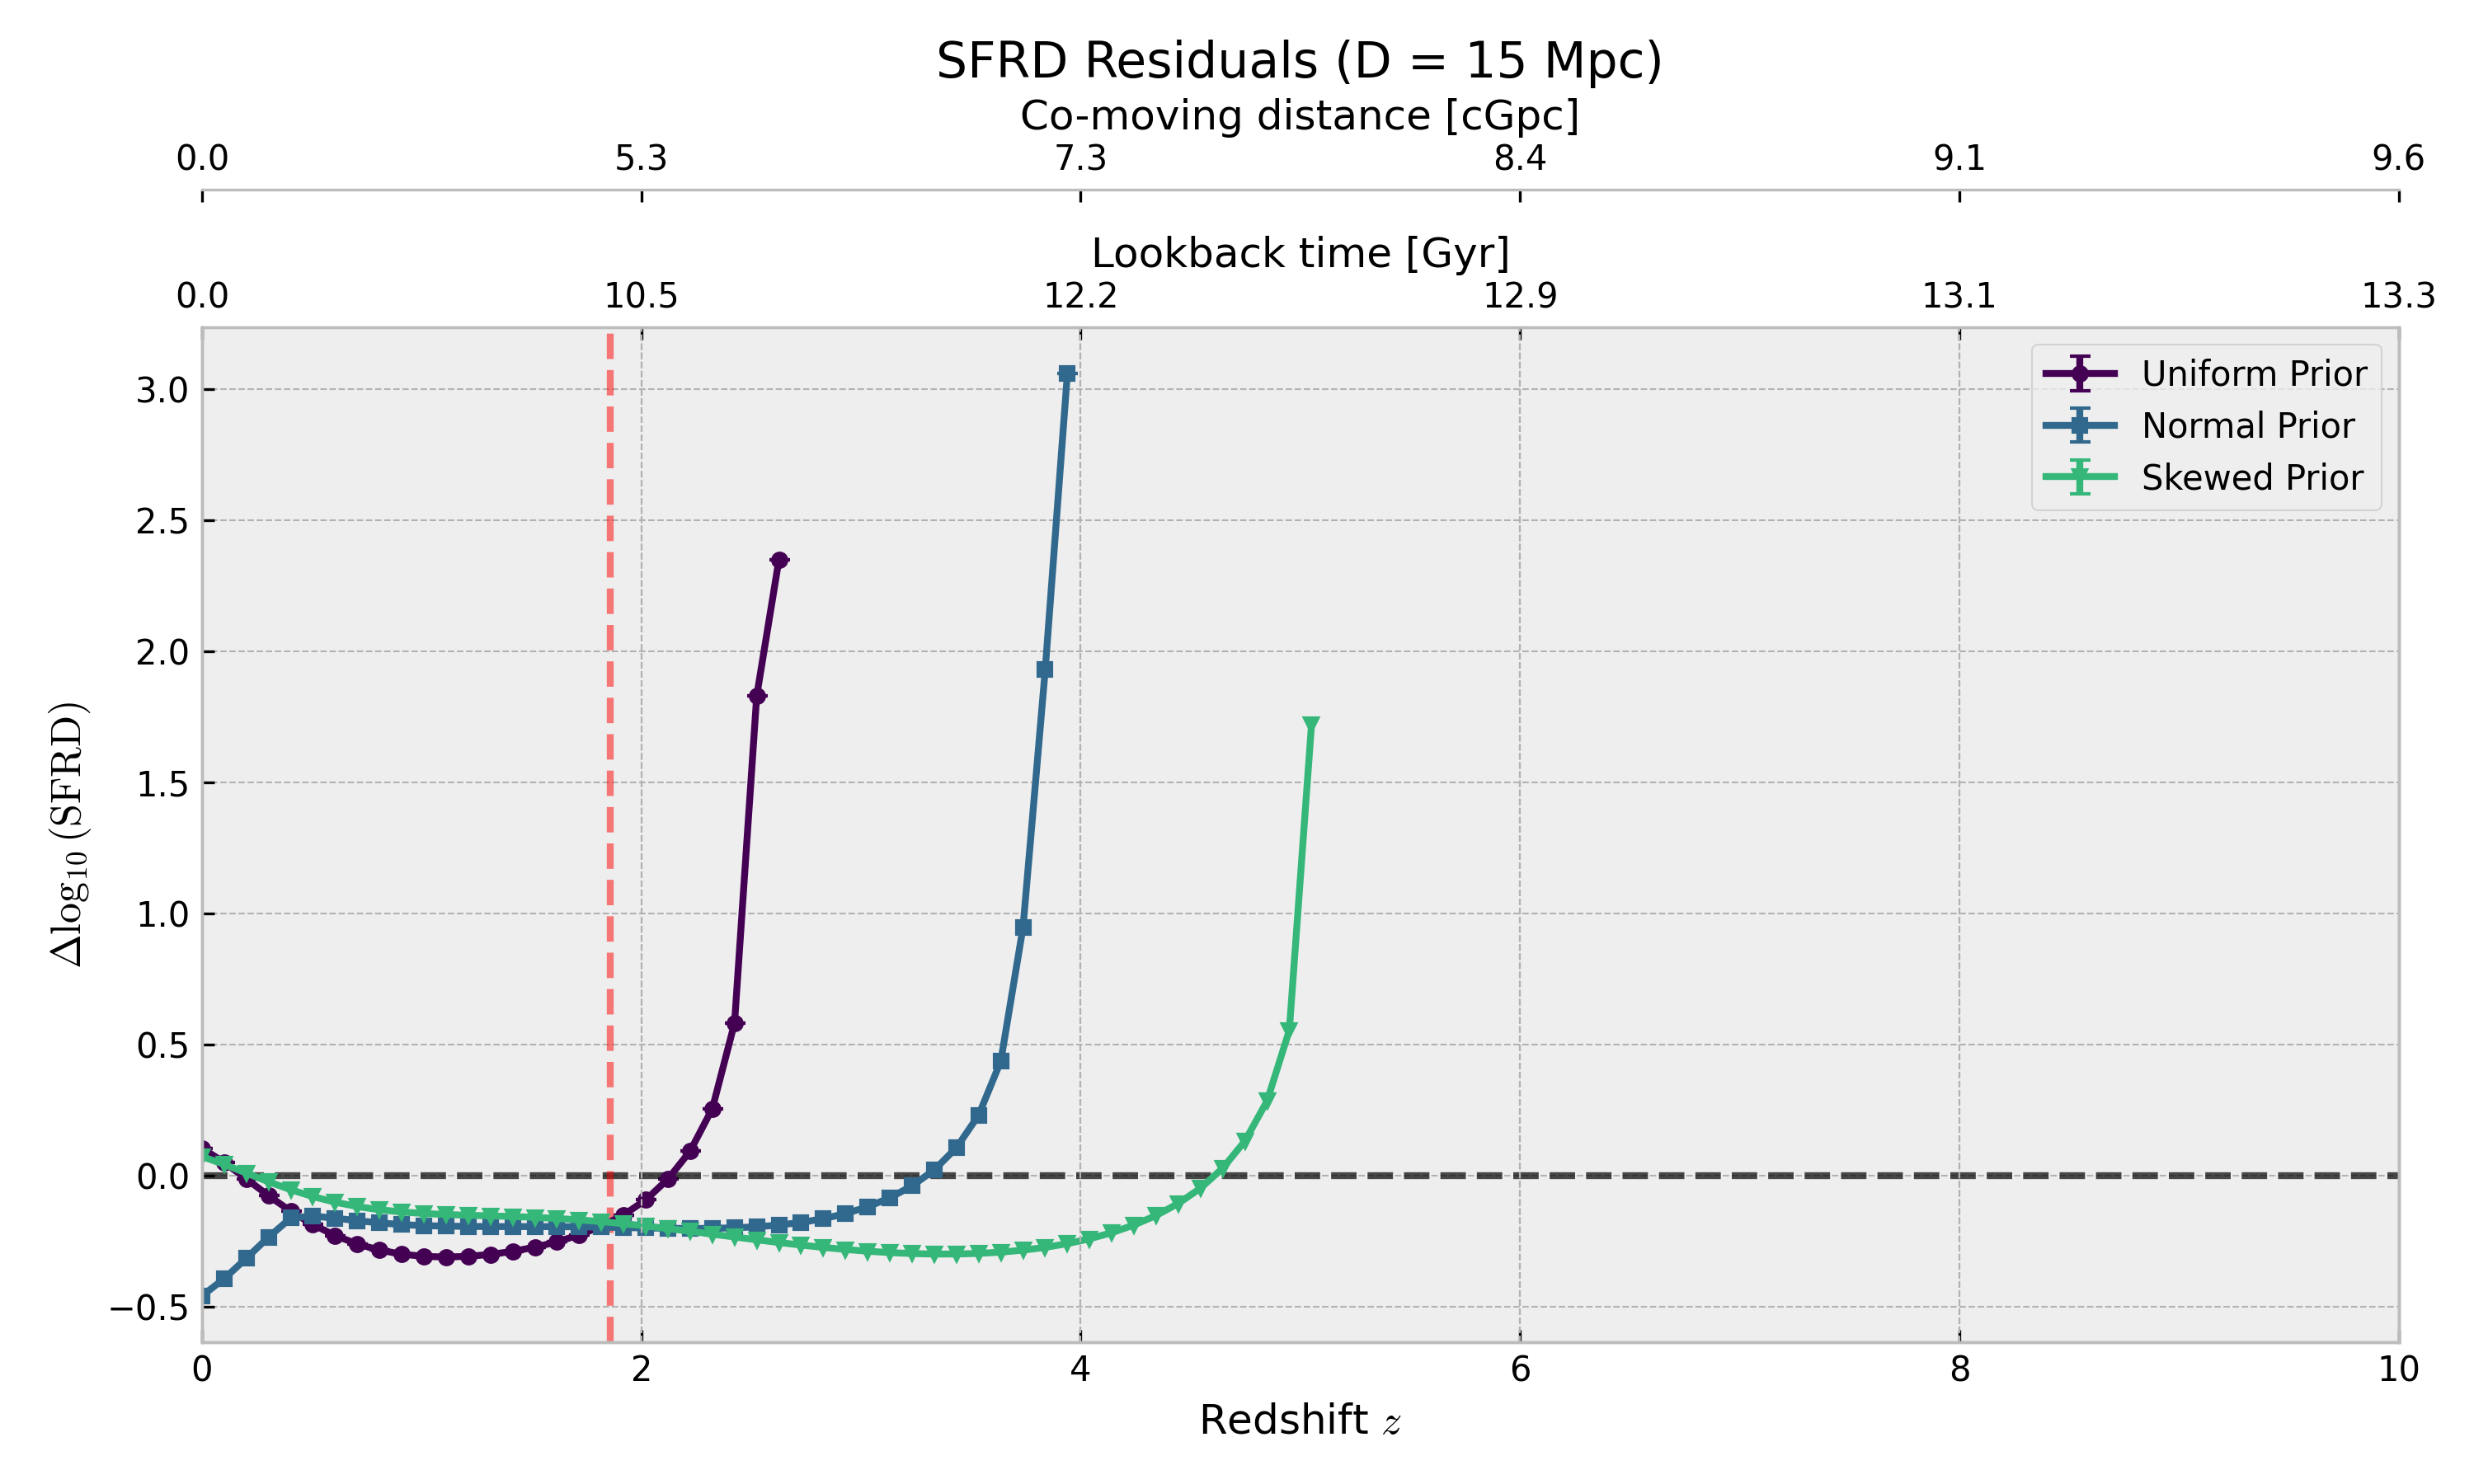 SFRD Residuals (D = 15 Mpc)
Co-moving distance [cGpc]
0.0 5.3 7.3 8.4 9.1 9.6
Lookback time [Gyr]
0.0 10.5 12.2 12.9 13.1 13.3
Uniform Prior
Normal Prior
Skewed Prior
3.0
2.5
2.0
1.5
1.0
0.5
0.0
−0.5
Δlog₁₀(SFRD)
0 2 4 6 8 10
Redshift z